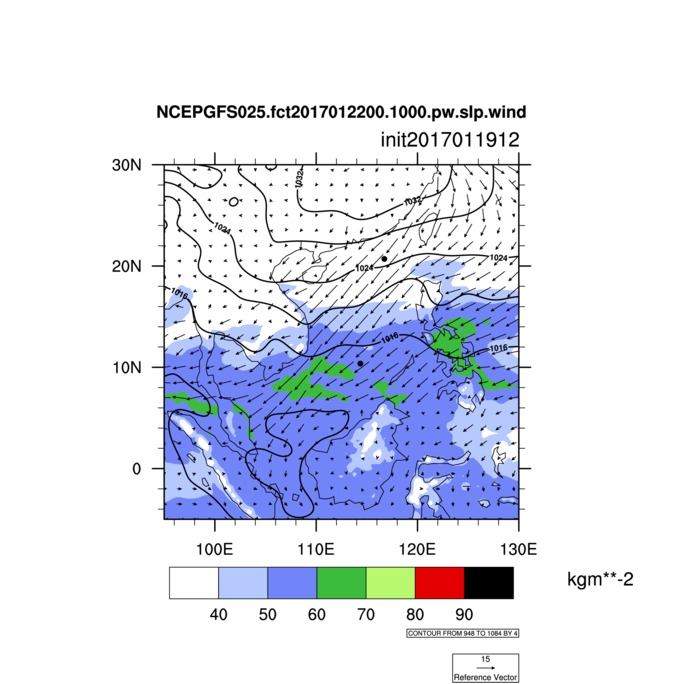 NCEPGFS025.fct2017012200.1000.pw.slp.wind
init2017011912
30N
1032
1032
1024
1024
20N
1024
1016
1016
1016
10N
0
100E 110E 120E 130E
kgm**-2
40 50 60 70 80 90
CONTOUR FROM 948 TO 1084 BY 4
15
Reference Vector